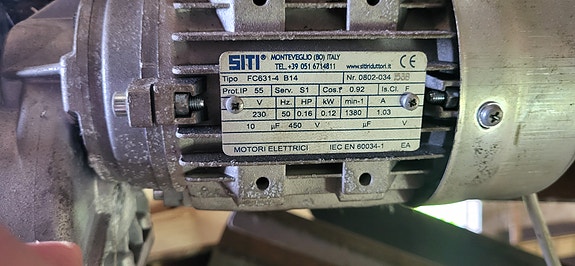 SITI® MONTEVEGLIO (BO) ITALY CE
TEL.+39 051 6714811 www.sitiriduttori.it
Tipo FC631-4 B14 Nr. 0802-034
Prot.IP 55 Serv. S1 Cos.f 0.92 Is.Cl. F
V Hz. HP kW min-1 A
230 50 0.16 0.12 1380 1.03
10 µF 450 V µF V
MOTORI ELETTRICI IEC EN 60034-1 EA